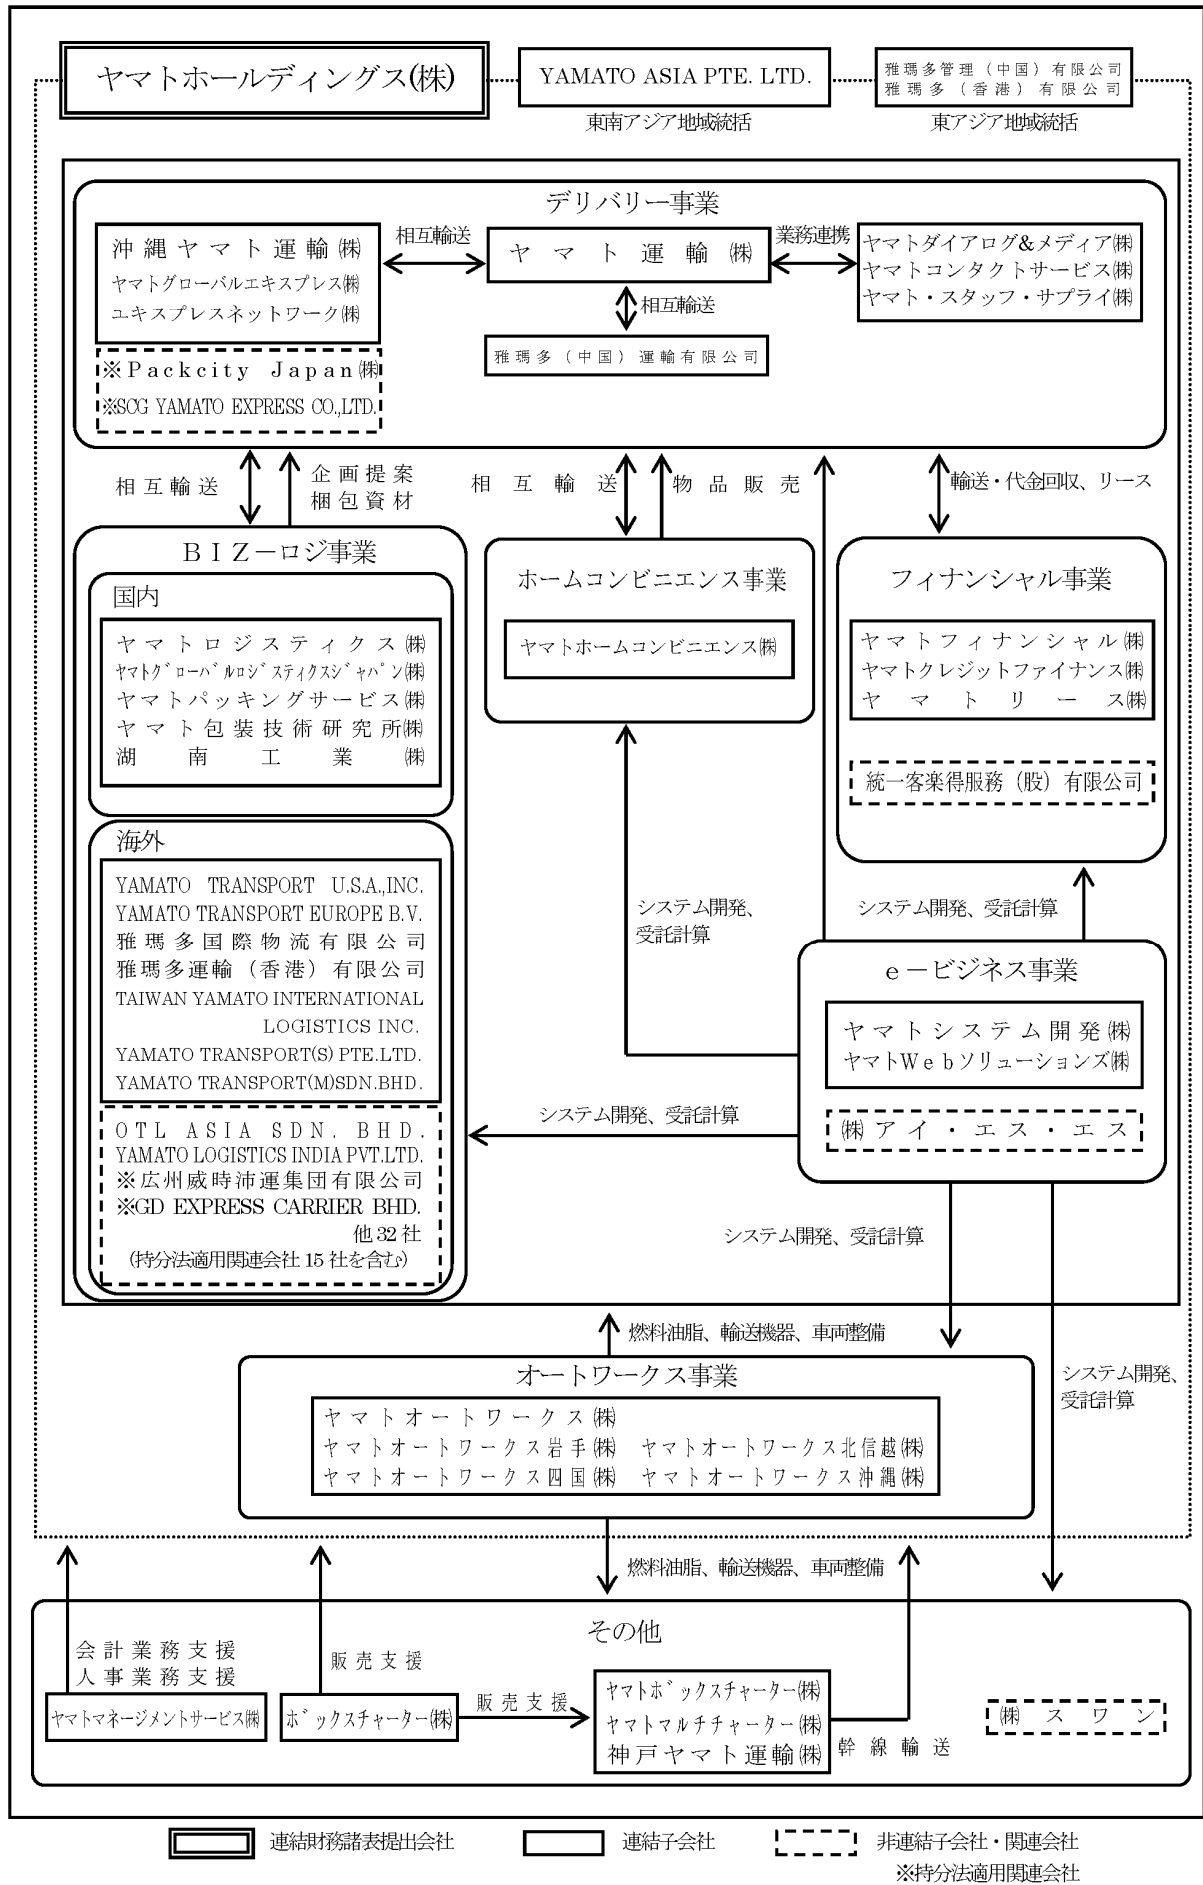 ヤマトホールディングス(株)
YAMATO ASIA PTE. LTD.
雅瑪多管理（中国）有限公司
雅瑪多（香港）有限公司
東南アジア地域統括
東アジア地域統括
デリバリー事業
沖縄ヤマト運輸㈱
ヤマトグローバルエキスプレス㈱
エキスプレスネットワーク㈱
相互輸送
ヤマト運輸㈱
業務連携
ヤマトダイアログ&メディア㈱
ヤマトコンタクトサービス㈱
ヤマト・スタッフ・サプライ㈱
相互輸送
雅瑪多（中国）運輸有限公司
※Packcity Japan㈱
※SCG YAMATO EXPRESS CO.,LTD.
相互輸送
企画提案
梱包資材
相互輸送
物品販売
輸送・代金回収、リース
ＢＩＺ－ロジ事業
国内
ヤマトロジスティクス㈱
ﾔﾏﾄｸﾞﾛｰﾊﾞﾙﾛｼﾞｽﾃｨｸｽｼﾞｬﾊﾟﾝ㈱
ヤマトパッキングサービス㈱
ヤマト包装技術研究所㈱
湖南工業㈱
ホームコンビニエンス事業
ヤマトホームコンビニエンス㈱
フィナンシャル事業
ヤマトフィナンシャル㈱
ヤマトクレジットファイナンス㈱
ヤマトリース㈱
統一客楽得服務（股）有限公司
海外
YAMATO TRANSPORT U.S.A.,INC.
YAMATO TRANSPORT EUROPE B.V.
雅瑪多国際物流有限公司
雅瑪多運輸（香港）有限公司
TAIWAN YAMATO INTERNATIONAL
LOGISTICS INC.
YAMATO TRANSPORT(S) PTE.LTD.
YAMATO TRANSPORT(M)SDN.BHD.
OTL ASIA SDN. BHD.
YAMATO LOGISTICS INDIA PVT.LTD.
※広州威時沛運集団有限公司
※GD EXPRESS CARRIER BHD.
他32社
(持分法適用関連会社15社を含む)
システム開発、
受託計算
システム開発、受託計算
ｅ－ビジネス事業
ヤマトシステム開発㈱
ヤマトＷｅｂソリューションズ㈱
㈱アイ・エス・エス
システム開発、受託計算
システム開発、受託計算
燃料油脂、輸送機器、車両整備
オートワークス事業
ヤマトオートワークス㈱
ヤマトオートワークス岩手㈱ ヤマトオートワークス北信越㈱
ヤマトオートワークス四国㈱ ヤマトオートワークス沖縄㈱
システム開発、
受託計算
燃料油脂、輸送機器、車両整備
その他
会計業務支援
人事業務支援
ヤマトマネージメントサービス㈱
販売支援
ボックスチャーター㈱
販売支援
ヤマトボックスチャーター㈱
ヤマトマルチチャーター㈱
神戸ヤマト運輸㈱
幹線輸送
㈱スワン
連結財務諸表提出会社
連結子会社
非連結子会社・関連会社
※持分法適用関連会社